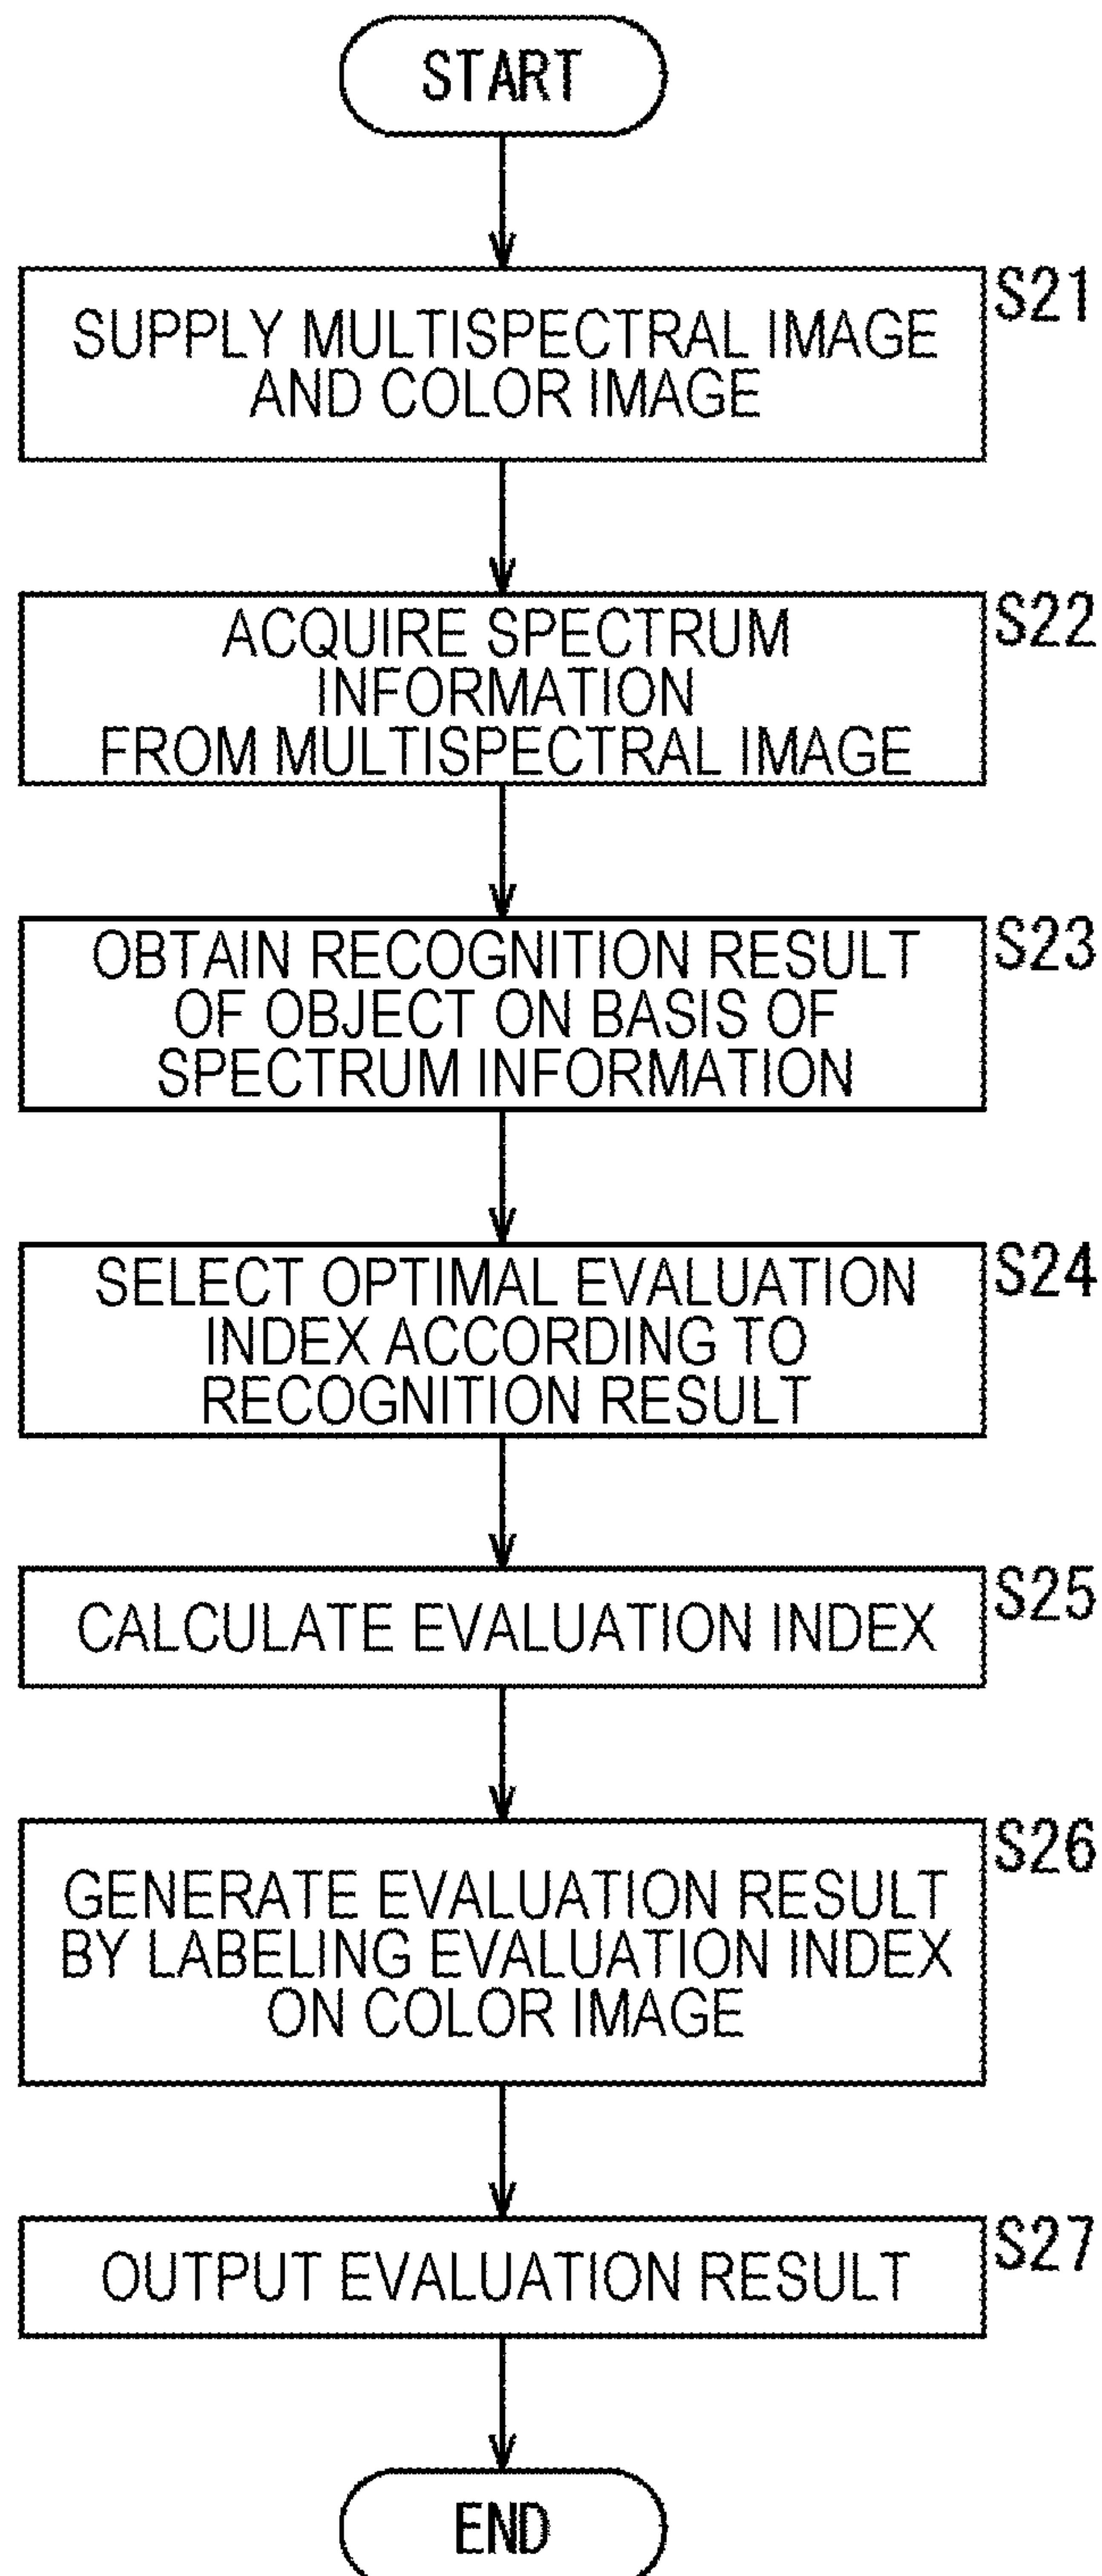 START
S21
SUPPLY MULTISPECTRAL IMAGE
AND COLOR IMAGE
S22
ACQUIRE SPECTRUM
INFORMATION
FROM MULTISPECTRAL IMAGE
S23
OBTAIN RECOGNITION RESULT
OF OBJECT ON BASIS OF
SPECTRUM INFORMATION
S24
SELECT OPTIMAL EVALUATION
INDEX ACCORDING TO
RECOGNITION RESULT
S25
CALCULATE EVALUATION INDEX
S26
GENERATE EVALUATION RESULT
BY LABELING EVALUATION INDEX
ON COLOR IMAGE
S27
OUTPUT EVALUATION RESULT
END